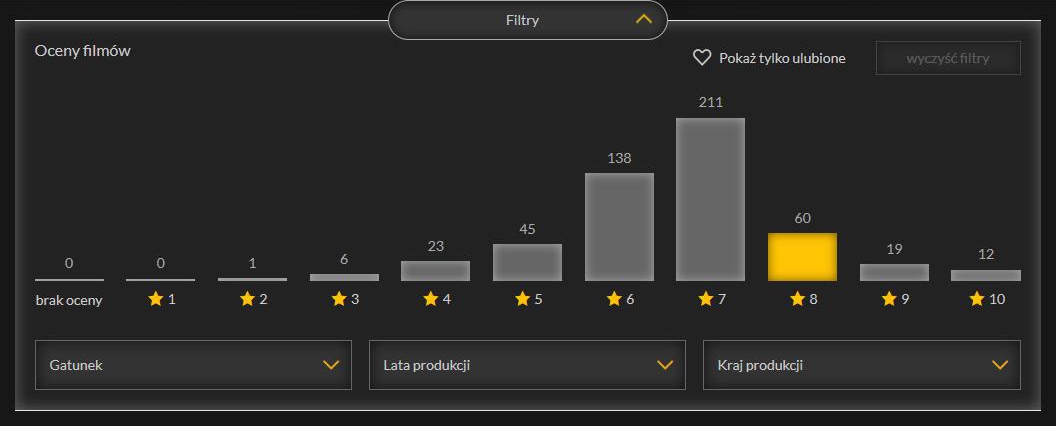 Filtry
Oceny filmów
Pokaż tylko ulubione
wyczyść filtry
211
138
60
45
23
19
12
6
1
0
0
brak oceny 1 2 3 4 5 6 7 8 9 10
Gatunek Lata produkcji Kraj produkcji